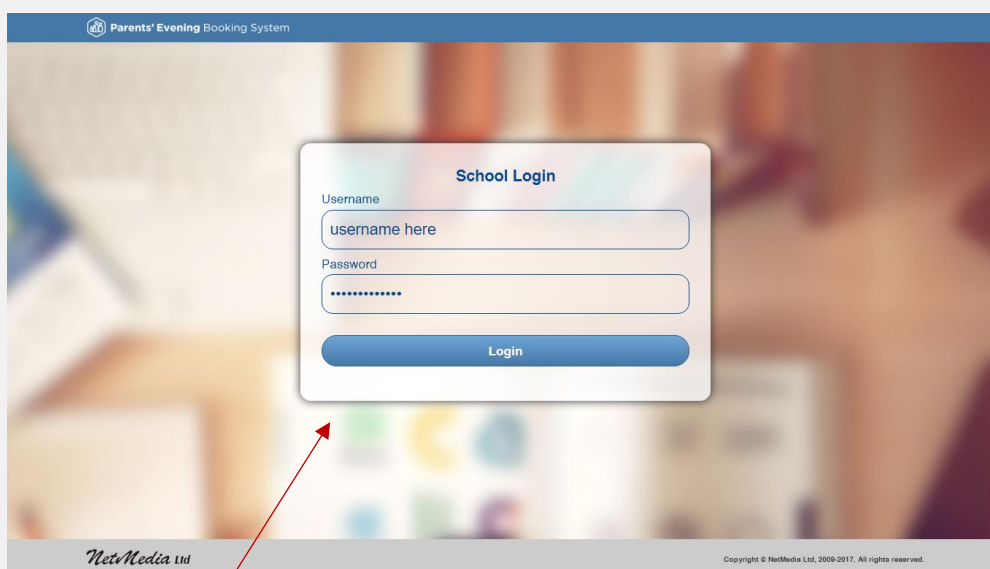 Parents' Evening Booking System
School Login
Username
username here
Password
•••••••••••••
Login
NetMedia Ltd
Copyright © NetMedia Ltd, 2009-2017. All rights reserved.